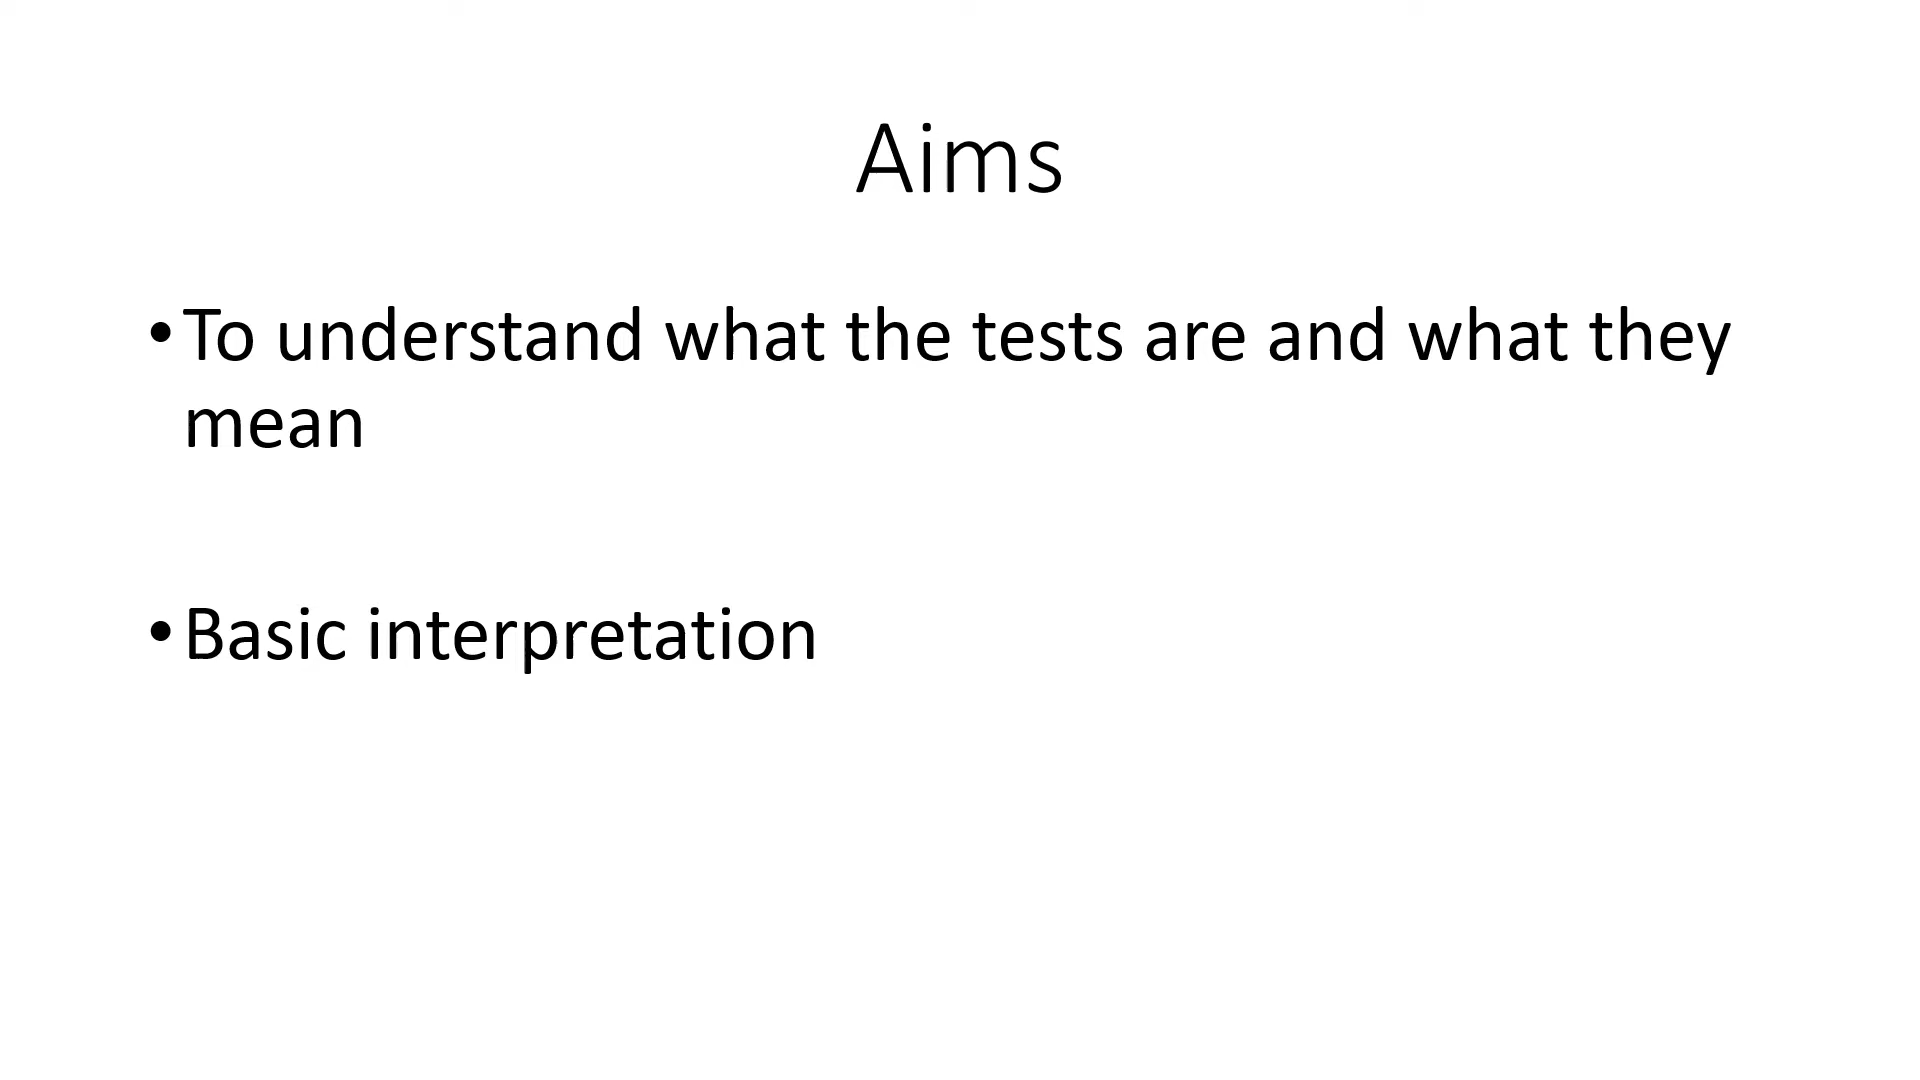 Aims
•To understand what the tests are and what they
mean
•Basic interpretation